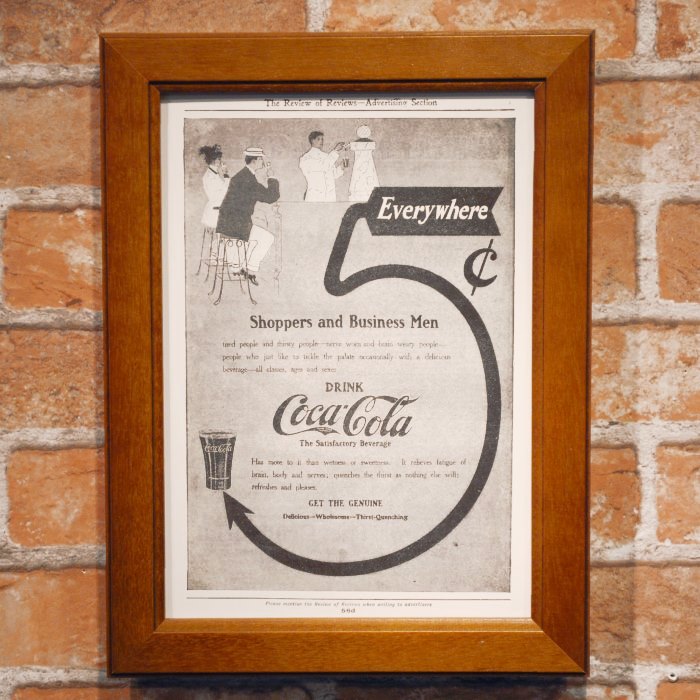 The Review of Reviews—Advertising Section
Everywhere
5¢
Shoppers and Business Men
tired people and thirsty people—nerve worn and brain weary people—
people who just like to tickle the palate occasionally with a delicious
beverage—all classes, ages and sexes
DRINK
Coca-Cola
The Satisfactory Beverage
Coca-Cola
Has more to it than wetness or sweetness. It relieves fatigue of
brain, body and nerves; quenches the thirst as nothing else will;
refreshes and pleases.
GET THE GENUINE
Delicious—Wholesome—Thirst-Quenching
Please mention the Review of Reviews when writing to advertisers